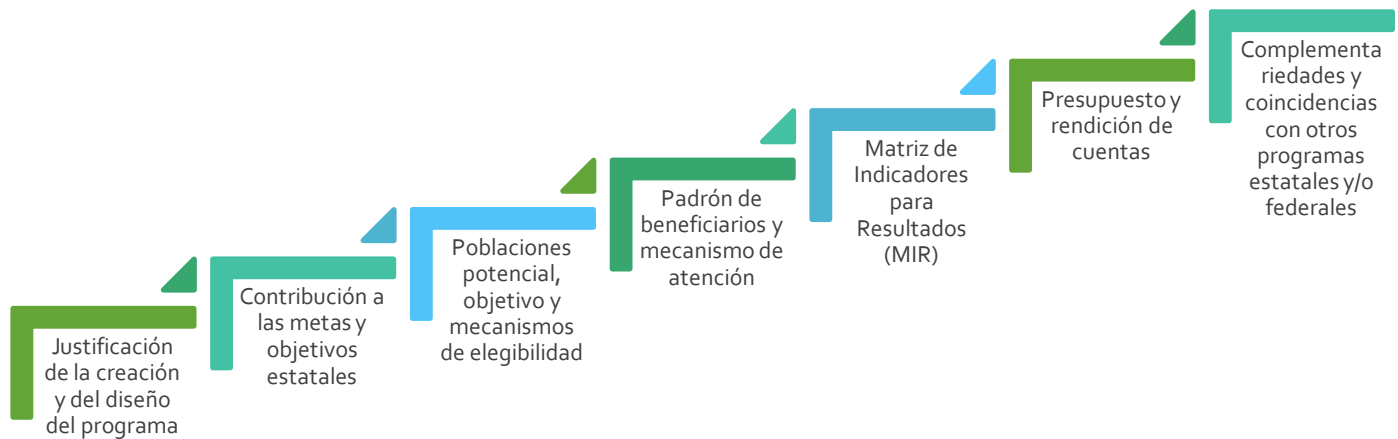 Justificación
de la creación
y del diseño
del programa
Contribución a
las metas y
objetivos
estatales
Poblaciones
potencial,
objetivo y
mecanismos
de elegibilidad
Padrón de
beneficiarios y
mecanismo de
atención
Matriz de
Indicadores
para
Resultados
(MIR)
Presupuesto y
rendición de
cuentas
Complementa
riedades y
coincidencias
con otros
programas
estatales y/o
federales